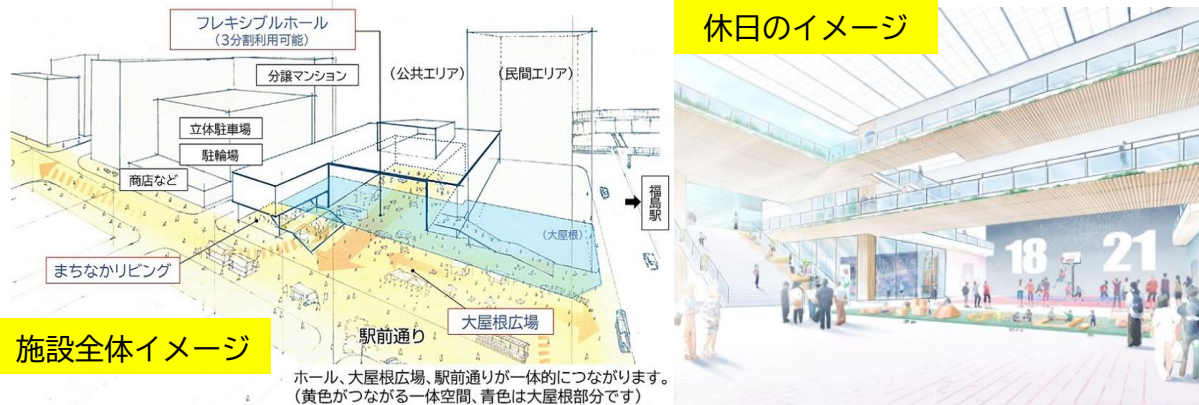 フレキシブルホール
（3分割利用可能）
分譲マンション
（公共エリア）
（民間エリア）
立体駐車場
駐輪場
商店など
福島駅
（大屋根）
まちなかリビング
大屋根広場
駅前通り
施設全体イメージ
ホール、大屋根広場、駅前通りが一体的につながります。
（黄色がつながる一体空間、青色は大屋根部分です）
休日のイメージ
18
21